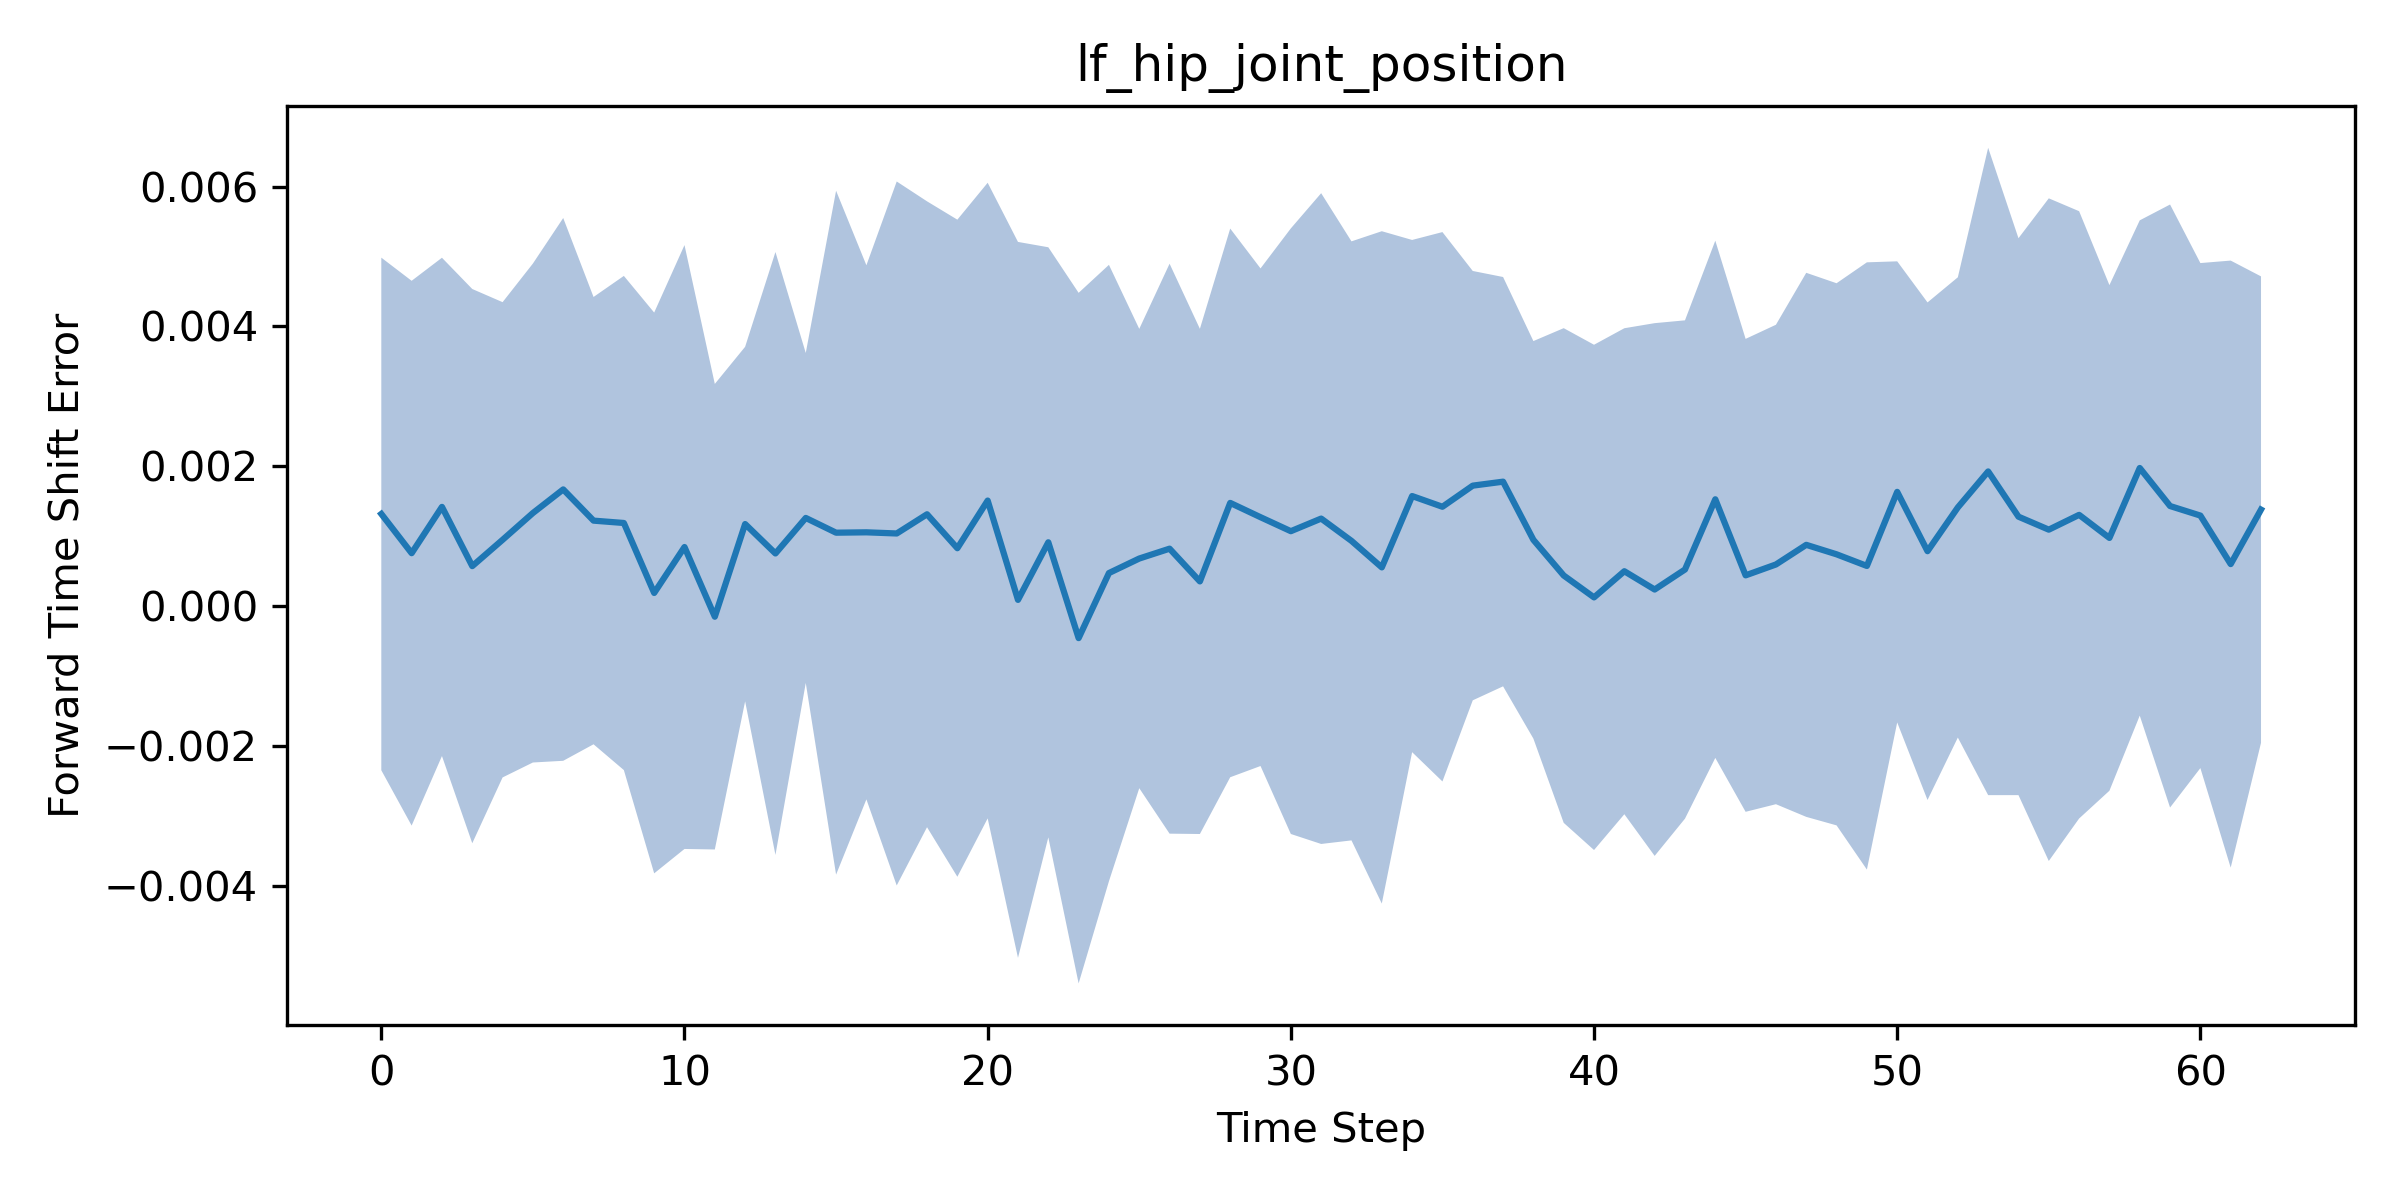 lf_hip_joint_position
Forward Time Shift Error
0.006
0.004
0.002
0.000
−0.002
−0.004
0 10 20 30 40 50 60
Time Step